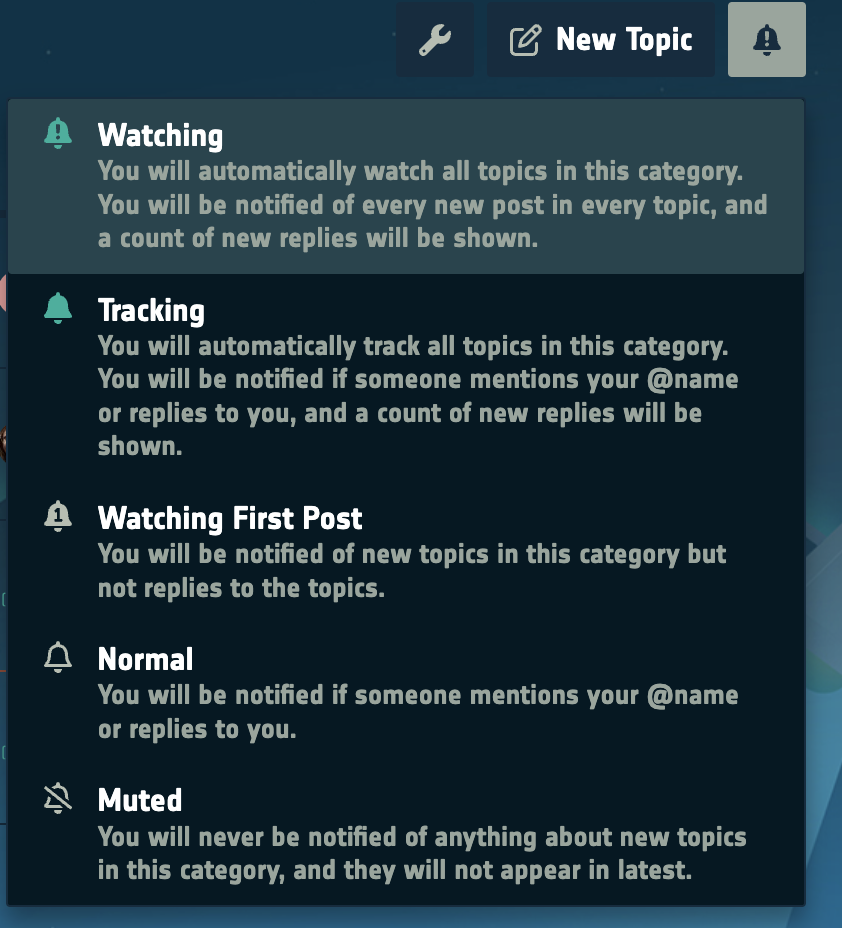 New Topic
Watching
You will automatically watch all topics in this category.
You will be notified of every new post in every topic, and
a count of new replies will be shown.
Tracking
You will automatically track all topics in this category.
You will be notified if someone mentions your @name
or replies to you, and a count of new replies will be
shown.
1
Watching First Post
You will be notified of new topics in this category but
not replies to the topics.
Normal
You will be notified if someone mentions your @name
or replies to you.
Muted
You will never be notified of anything about new topics
in this category, and they will not appear in latest.